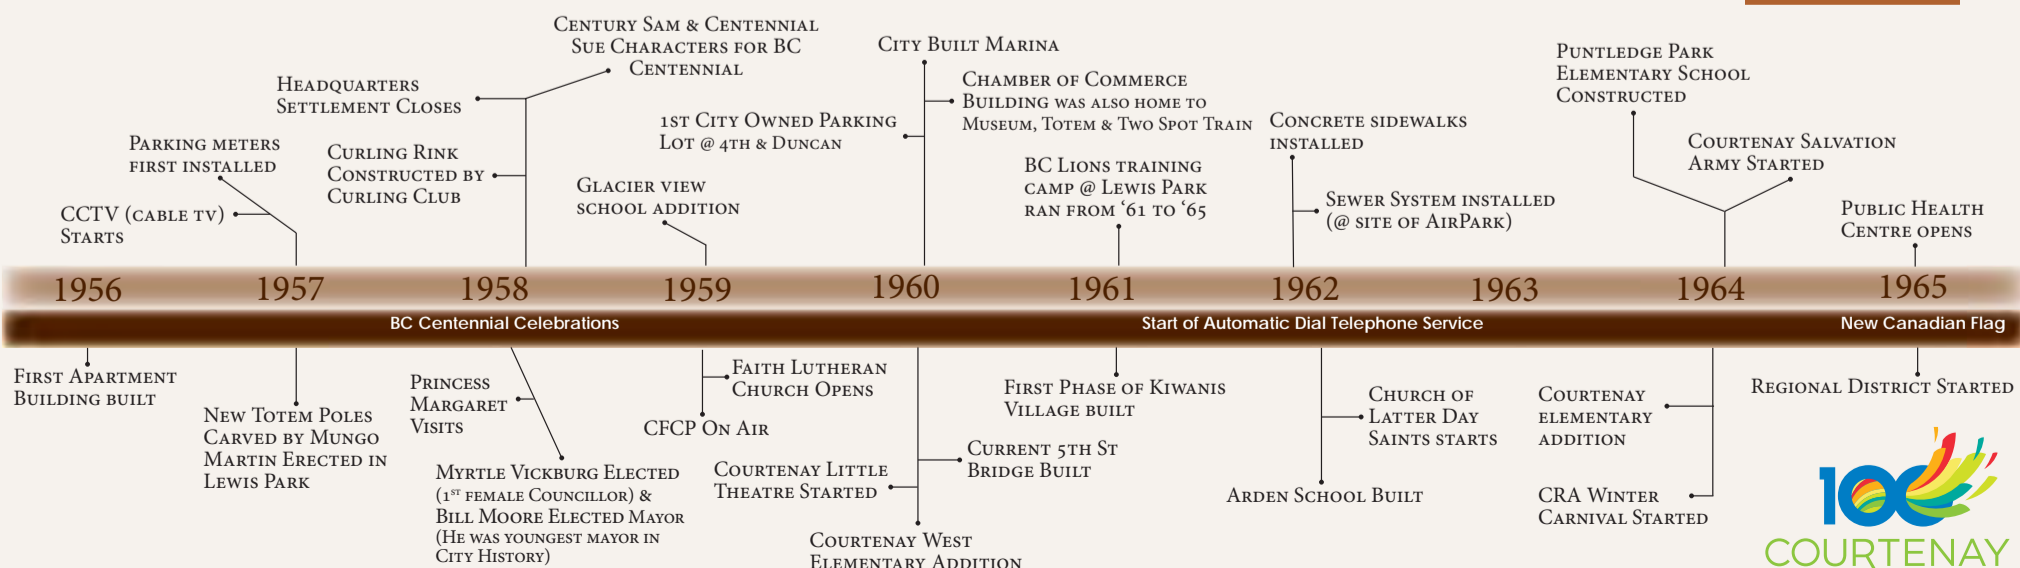 Century Sam & Centennial
Sue Characters for BC
Centennial
Headquarters
Settlement Closes
Parking meters
first installed
Curling Rink
Constructed by
Curling Club
CCTV (cable tv)
Starts
Glacier view
school addition
City Built Marina
Chamber of Commerce
Building was also home to
Museum, Totem & Two Spot Train
1st City Owned Parking
Lot @ 4th & Duncan
BC Lions training
camp @ Lewis Park
ran from ‘61 to ‘65
Concrete sidewalks
installed
Sewer System installed
(@ site of AirPark)
Puntledge Park
Elementary School
Constructed
Courtenay Salvation
Army Started
Public Health
Centre opens
1956 1957 1958 1959 1960 1961 1962 1963 1964 1965
BC Centennial Celebrations Start of Automatic Dial Telephone Service New Canadian Flag
First Apartment
Building built
New Totem Poles
Carved by Mungo
Martin Erected in
Lewis Park
Princess
Margaret
Visits
Myrtle Vickburg Elected
(1st female Councillor) &
Bill Moore Elected Mayor
(He was youngest mayor in
City History)
Faith Lutheran
Church Opens
CFCP On Air
Courtenay Little
Theatre Started
Current 5th St
Bridge Built
Courtenay West
Elementary Addition
First Phase of Kiwanis
Village built
Church of
Latter Day
Saints starts
Arden School Built
Courtenay
elementary
addition
CRA Winter
Carnival Started
Regional District Started
100
COURTENAY